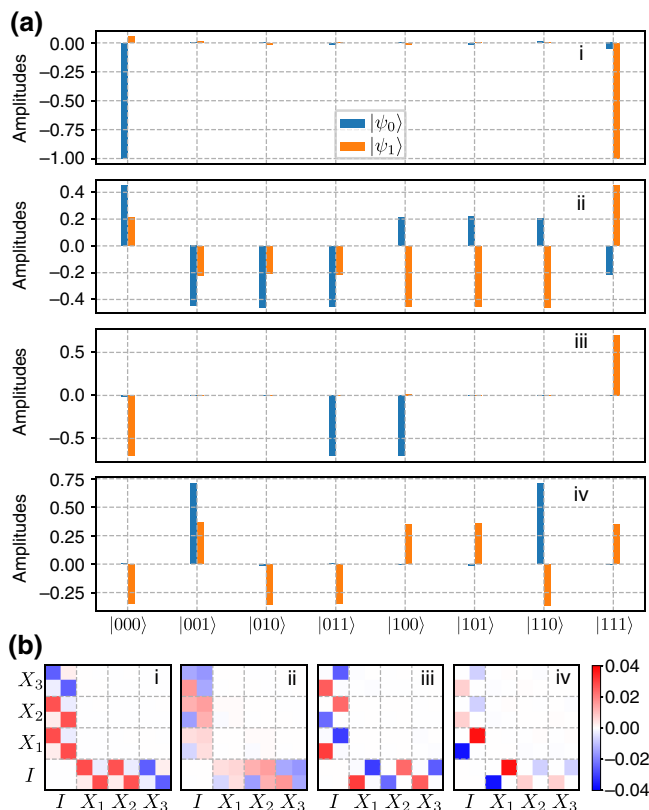 (a)
0.00
−0.25
−0.50
−0.75
−1.00
Amplitudes
i
|ψ₀⟩
|ψ₁⟩
0.4
0.2
0.0
−0.2
−0.4
Amplitudes
ii
0.5
0.0
−0.5
Amplitudes
iii
0.75
0.50
0.25
0.00
−0.25
Amplitudes
iv
|000⟩ |001⟩ |010⟩ |011⟩ |100⟩ |101⟩ |110⟩ |111⟩
(b)
i ii iii iv
X₃
X₂
X₁
I
I X₁ X₂ X₃ I X₁ X₂ X₃ I X₁ X₂ X₃ I X₁ X₂ X₃
0.04
0.02
0.00
−0.02
−0.04